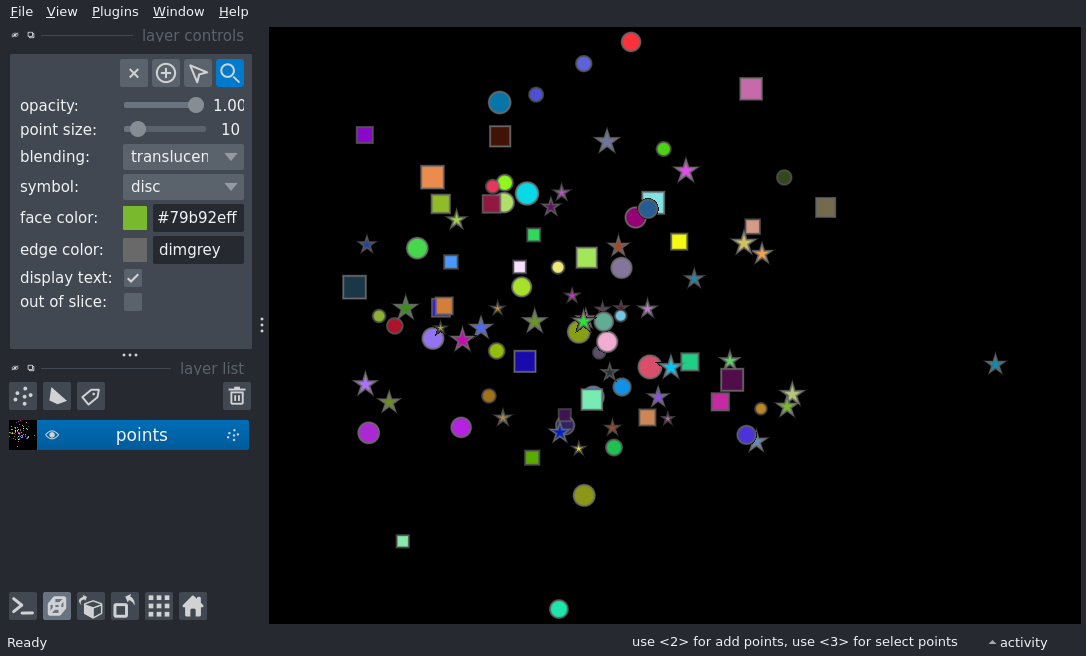 File View Plugins Window Help
layer controls
opacity: 1.00
point size: 10
blending: translucen
symbol: disc
face color: #79b92eff
edge color: dimgrey
display text:
out of slice:
layer list
points
Ready use <2> for add points, use <3> for select points activity